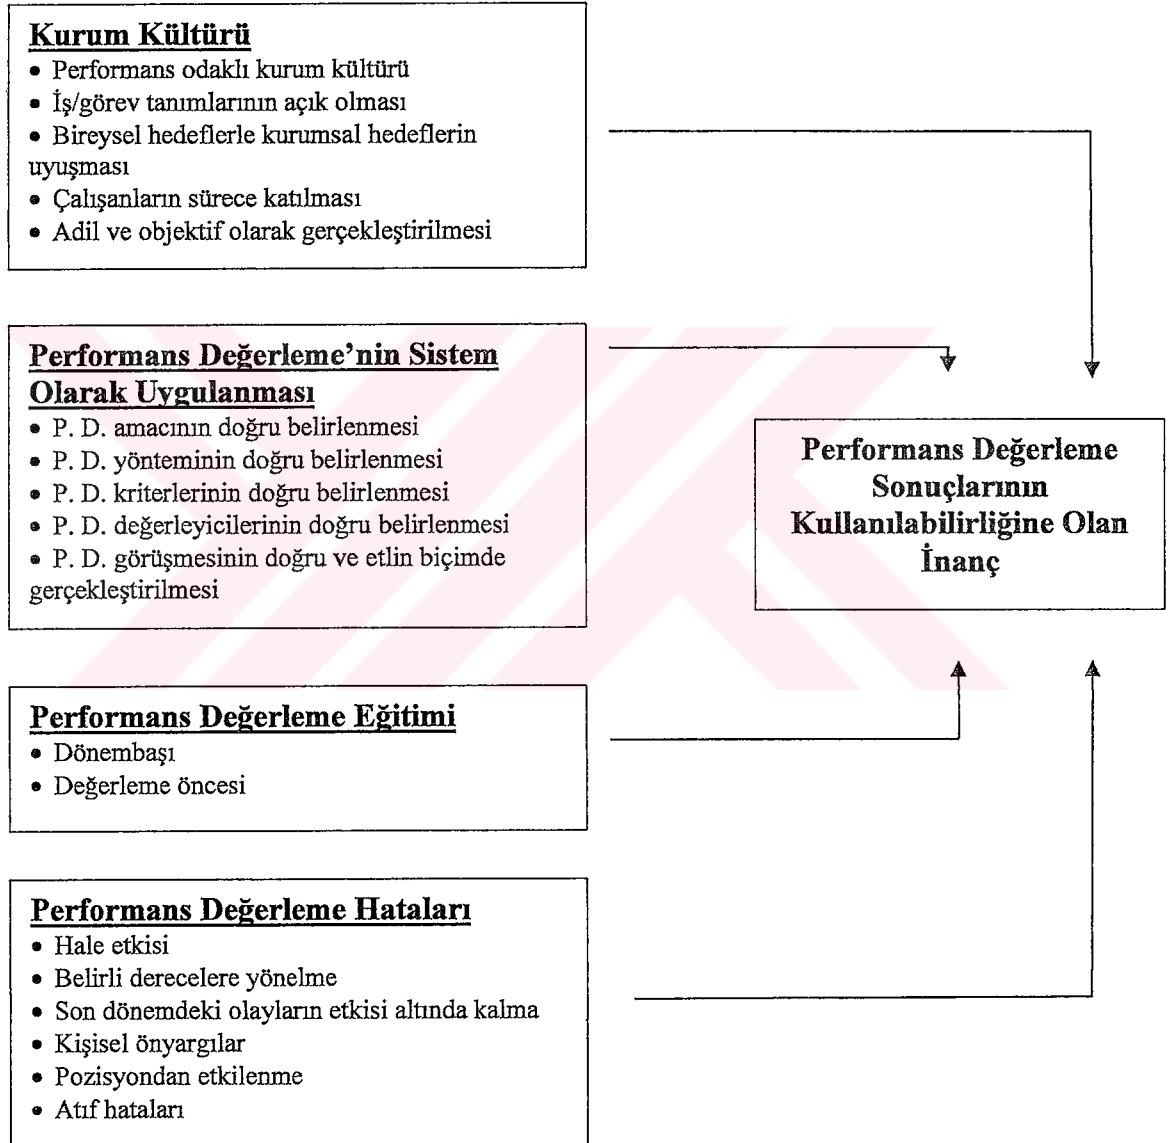 Kurum Kültürü
• Performans odaklı kurum kültürü
• İş/görev tanımlarının açık olması
• Bireysel hedeflerle kurumsal hedeflerin
uyuşması
• Çalışanların sürece katılması
• Adil ve objektif olarak gerçekleştirilmesi
Performans Değerleme’nin Sistem
Olarak Uygulanması
• P. D. amacının doğru belirlenmesi
• P. D. yönteminin doğru belirlenmesi
• P. D. kriterlerinin doğru belirlenmesi
• P. D. değerleyicilerinin doğru belirlenmesi
• P. D. görüşmesinin doğru ve etlin biçimde
gerçekleştirilmesi
Performans Değerleme Eğitimi
• Dönembaşı
• Değerleme öncesi
Performans Değerleme Hataları
• Hale etkisi
• Belirli derecelere yönelme
• Son dönemdeki olayların etkisi altında kalma
• Kişisel önyargılar
• Pozisyondan etkilenme
• Atıf hataları
Performans Değerleme
Sonuçlarının
Kullanılabilirliğine Olan
İnanç